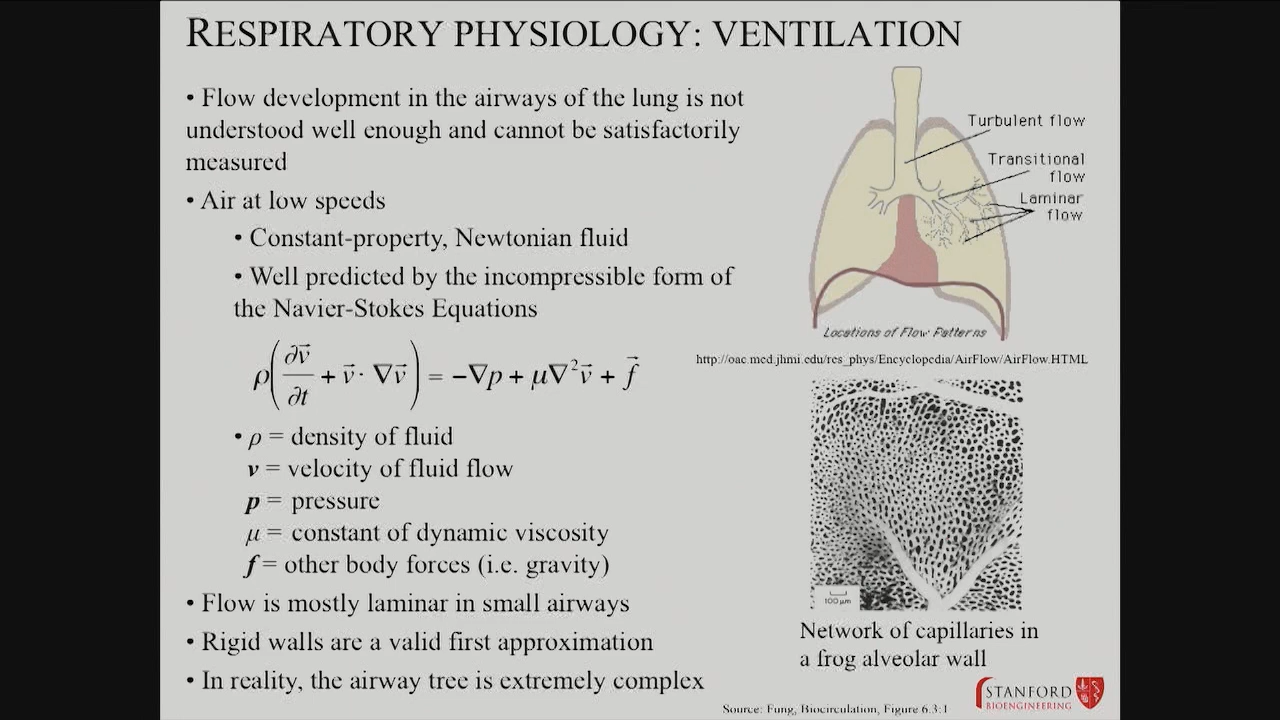 RESPIRATORY PHYSIOLOGY: VENTILATION
• Flow development in the airways of the lung is not
understood well enough and cannot be satisfactorily
measured
• Air at low speeds
• Constant-property, Newtonian fluid
• Well predicted by the incompressible form of
the Navier-Stokes Equations
ρ(∂v⃗/∂t + v⃗ · ∇v⃗) = −∇p + μ∇²v⃗ + f⃗
• ρ = density of fluid
v = velocity of fluid flow
p = pressure
μ = constant of dynamic viscosity
f = other body forces (i.e. gravity)
• Flow is mostly laminar in small airways
• Rigid walls are a valid first approximation
• In reality, the airway tree is extremely complex
Turbulent flow
Transitional
flow
Laminar
flow
Locations of Flow Patterns
http://oac.med.jhmi.edu/res_phys/Encyclopedia/AirFlow/AirFlow.HTML
100 μm
Network of capillaries in
a frog alveolar wall
Source: Fung, Biocirculation, Figure 6.3:1
STANFORD
BIOENGINEERING